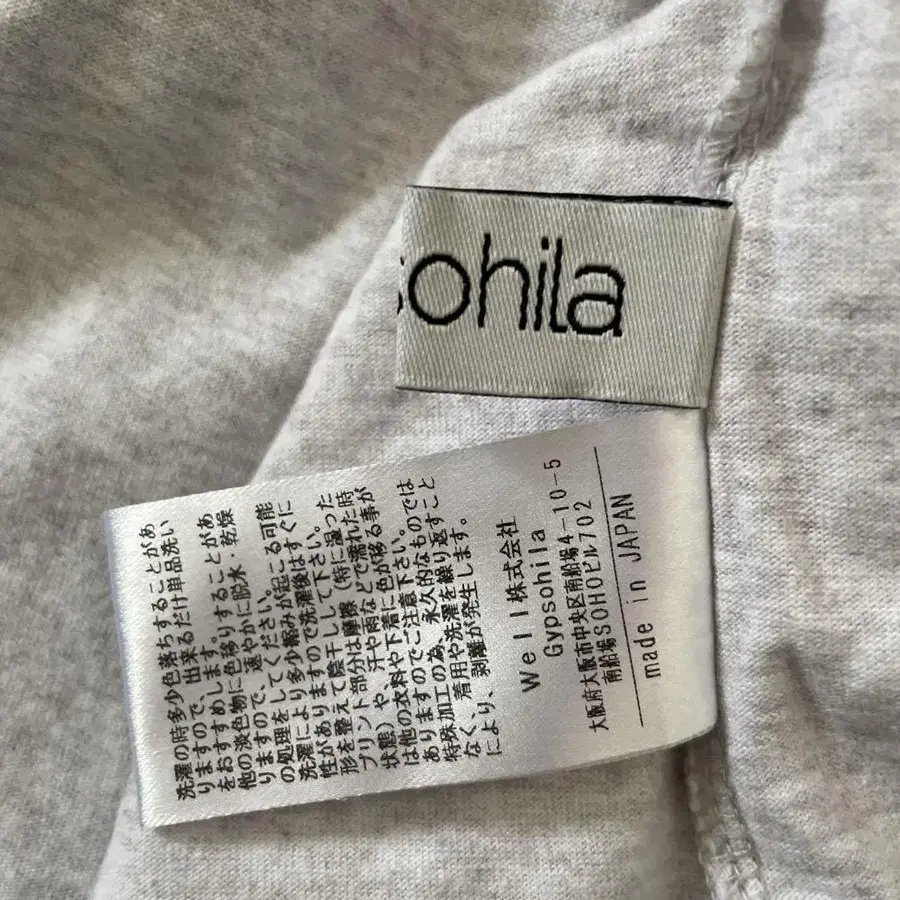 sohila
洗濯の時多少色落ちすることがあ
りますので、出来るだけ単品洗い
をおすすめします。
他の淡色物に色移りすることがあ
りますので、速やかに脱水・乾燥
の処理をしてください。
洗濯により多少縮みが起こる可能
性がありますので洗濯後はすぐに
形を整えて陰干しして下さい。
プリント部分は摩擦（特に湿った
状態）や、汗や雨などで濡れた時
は他の衣料や下着に色が移る事が
ありますのでご注意下さい。
特殊加工の為、永久的なものでは
なく、着用や洗濯を繰り返すこと
により、剥離が発生します。
Well株式会社
Gypsohila
大阪府大阪市中央区南船場4-10-5
南船場SOHOビル702
made in JAPAN